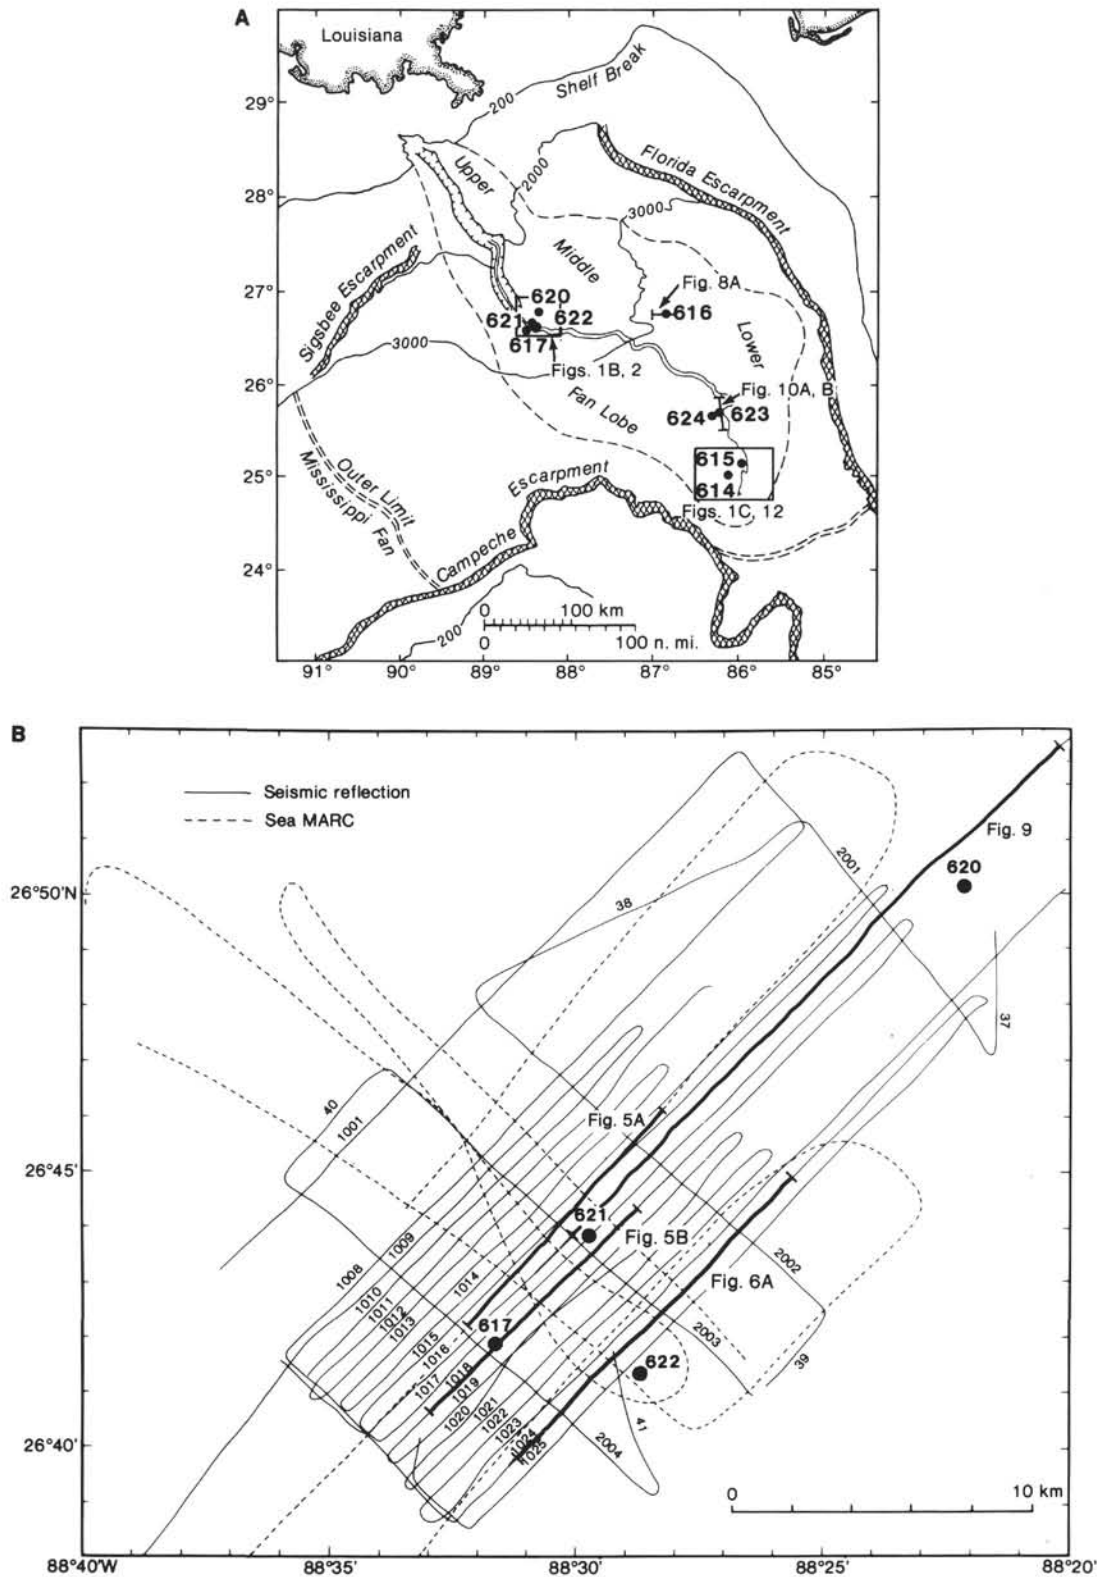 A
Louisiana
29°
28°
27°
26°
25°
24°
91°
90°
89°
88°
87°
86°
85°
200
Shelf Break
Upper
2000
Florida Escarpment
3000
Middle
Sigsbee Escarpment
Fig. 8A
620
621
622
616
617
Lower
3000
Figs. 1B, 2
Fig. 10A, B
Fan Lobe
624
623
615
614
Figs. 1C, 12
Outer Limit
Mississippi Fan
Campeche Escarpment
200
0 100 km
0 100 n. mi.
B
Seismic reflection
Sea MARC
Fig. 9
2001
620
26°50'N
38
37
40
1001
Fig. 5A
26°45'
621
Fig. 5B
1009
1008
1010
1011
1012
1013
1014
2002
Fig. 6A
617
1015
1016
1017
1018
1019
2003
39
622
1020
1021
1022
1023
1024
1025
41
2004
26°40'
0 10 km
88°40'W
88°35'
88°30'
88°25'
88°20'